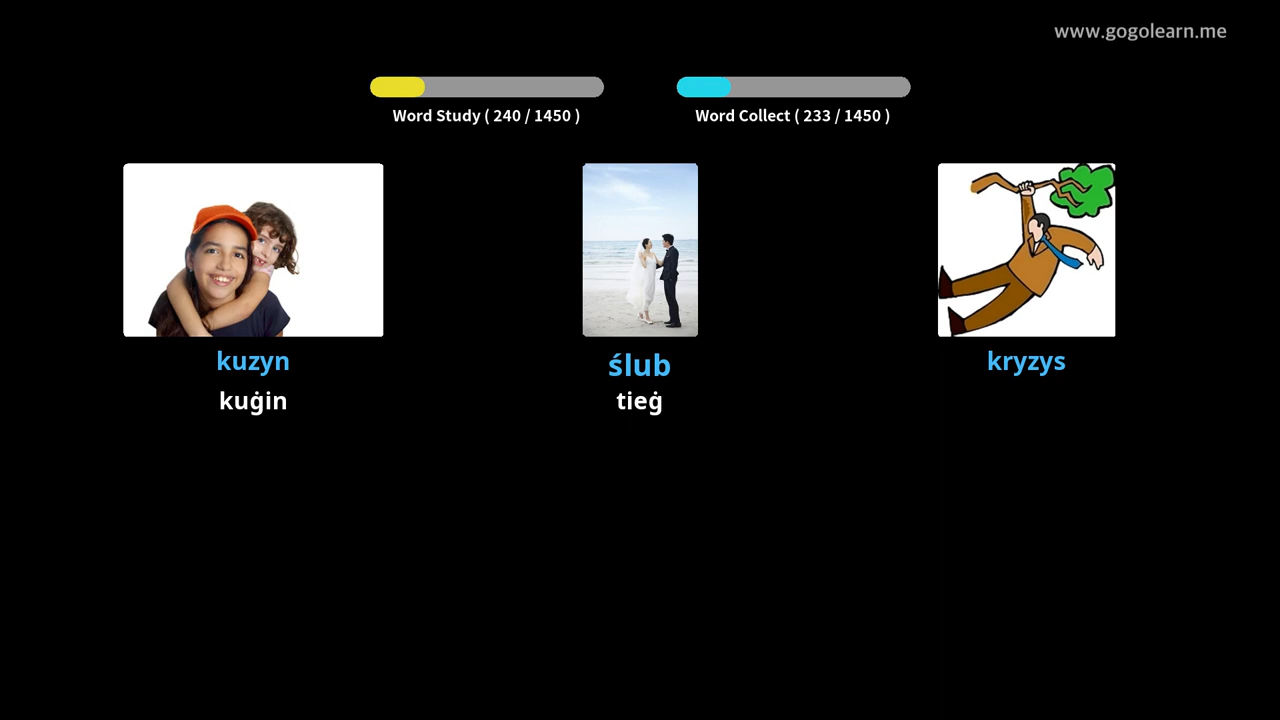 www.gogolearn.me
Word Study ( 240 / 1450 )
Word Collect ( 233 / 1450 )
kuzyn
ślub
kryzys
kuġin
tieġ